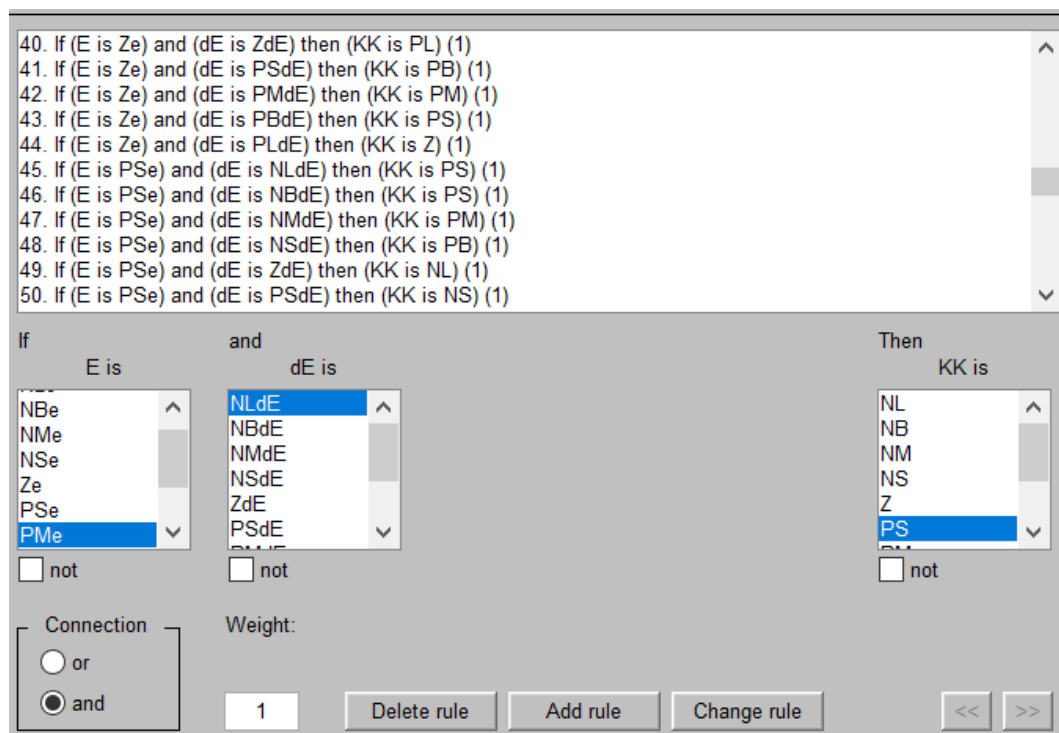 40. If (E is Ze) and (dE is ZdE) then (KK is PL) (1)
41. If (E is Ze) and (dE is PSdE) then (KK is PB) (1)
42. If (E is Ze) and (dE is PMdE) then (KK is PM) (1)
43. If (E is Ze) and (dE is PBdE) then (KK is PS) (1)
44. If (E is Ze) and (dE is PLdE) then (KK is Z) (1)
45. If (E is PSe) and (dE is NLdE) then (KK is PS) (1)
46. If (E is PSe) and (dE is NBdE) then (KK is PS) (1)
47. If (E is PSe) and (dE is NMdE) then (KK is PM) (1)
48. If (E is PSe) and (dE is NSdE) then (KK is PB) (1)
49. If (E is PSe) and (dE is ZdE) then (KK is NL) (1)
50. If (E is PSe) and (dE is PSdE) then (KK is NS) (1)
If
E is
NBe
NMe
NSe
Ze
PSe
PMe
not
and
dE is
NLdE
NBdE
NMdE
NSdE
ZdE
PSdE
not
Then
KK is
NL
NB
NM
NS
Z
PS
not
Connection
or
and
Weight:
1
Delete rule
Add rule
Change rule
<<
>>